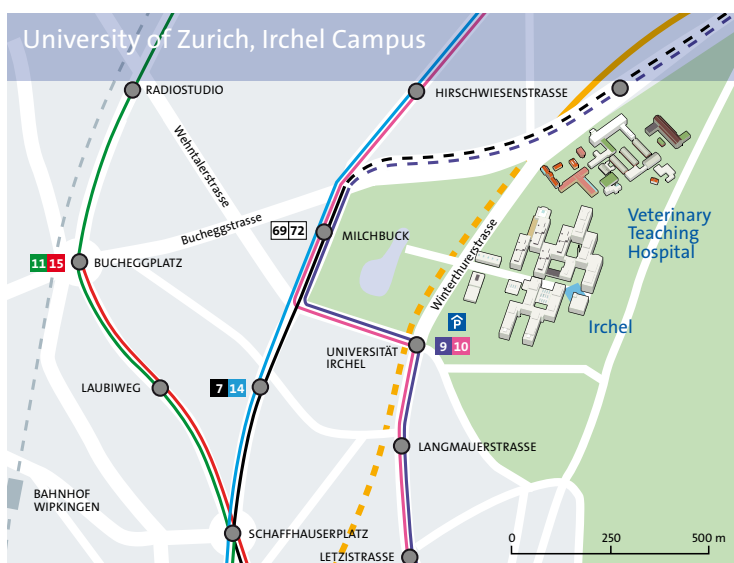 University of Zurich, Irchel Campus
RADIOSTUDIO
HIRSCHWIESENSTRASSE
Wehntalerstrasse
Bucheggstrasse
69 72
MILCHBUCK
Winterthurerstrasse
Veterinary
Teaching
Hospital
11 15
BUCHEGGPLATZ
P
Irchel
UNIVERSITÄT
IRCHEL
9 10
LAUBIWEG
7 14
LANGMAUERSTRASSE
BAHNHOF
WIPKINGEN
SCHAFFHAUSERPLATZ
LETZISTRASSE
0 250 500 m